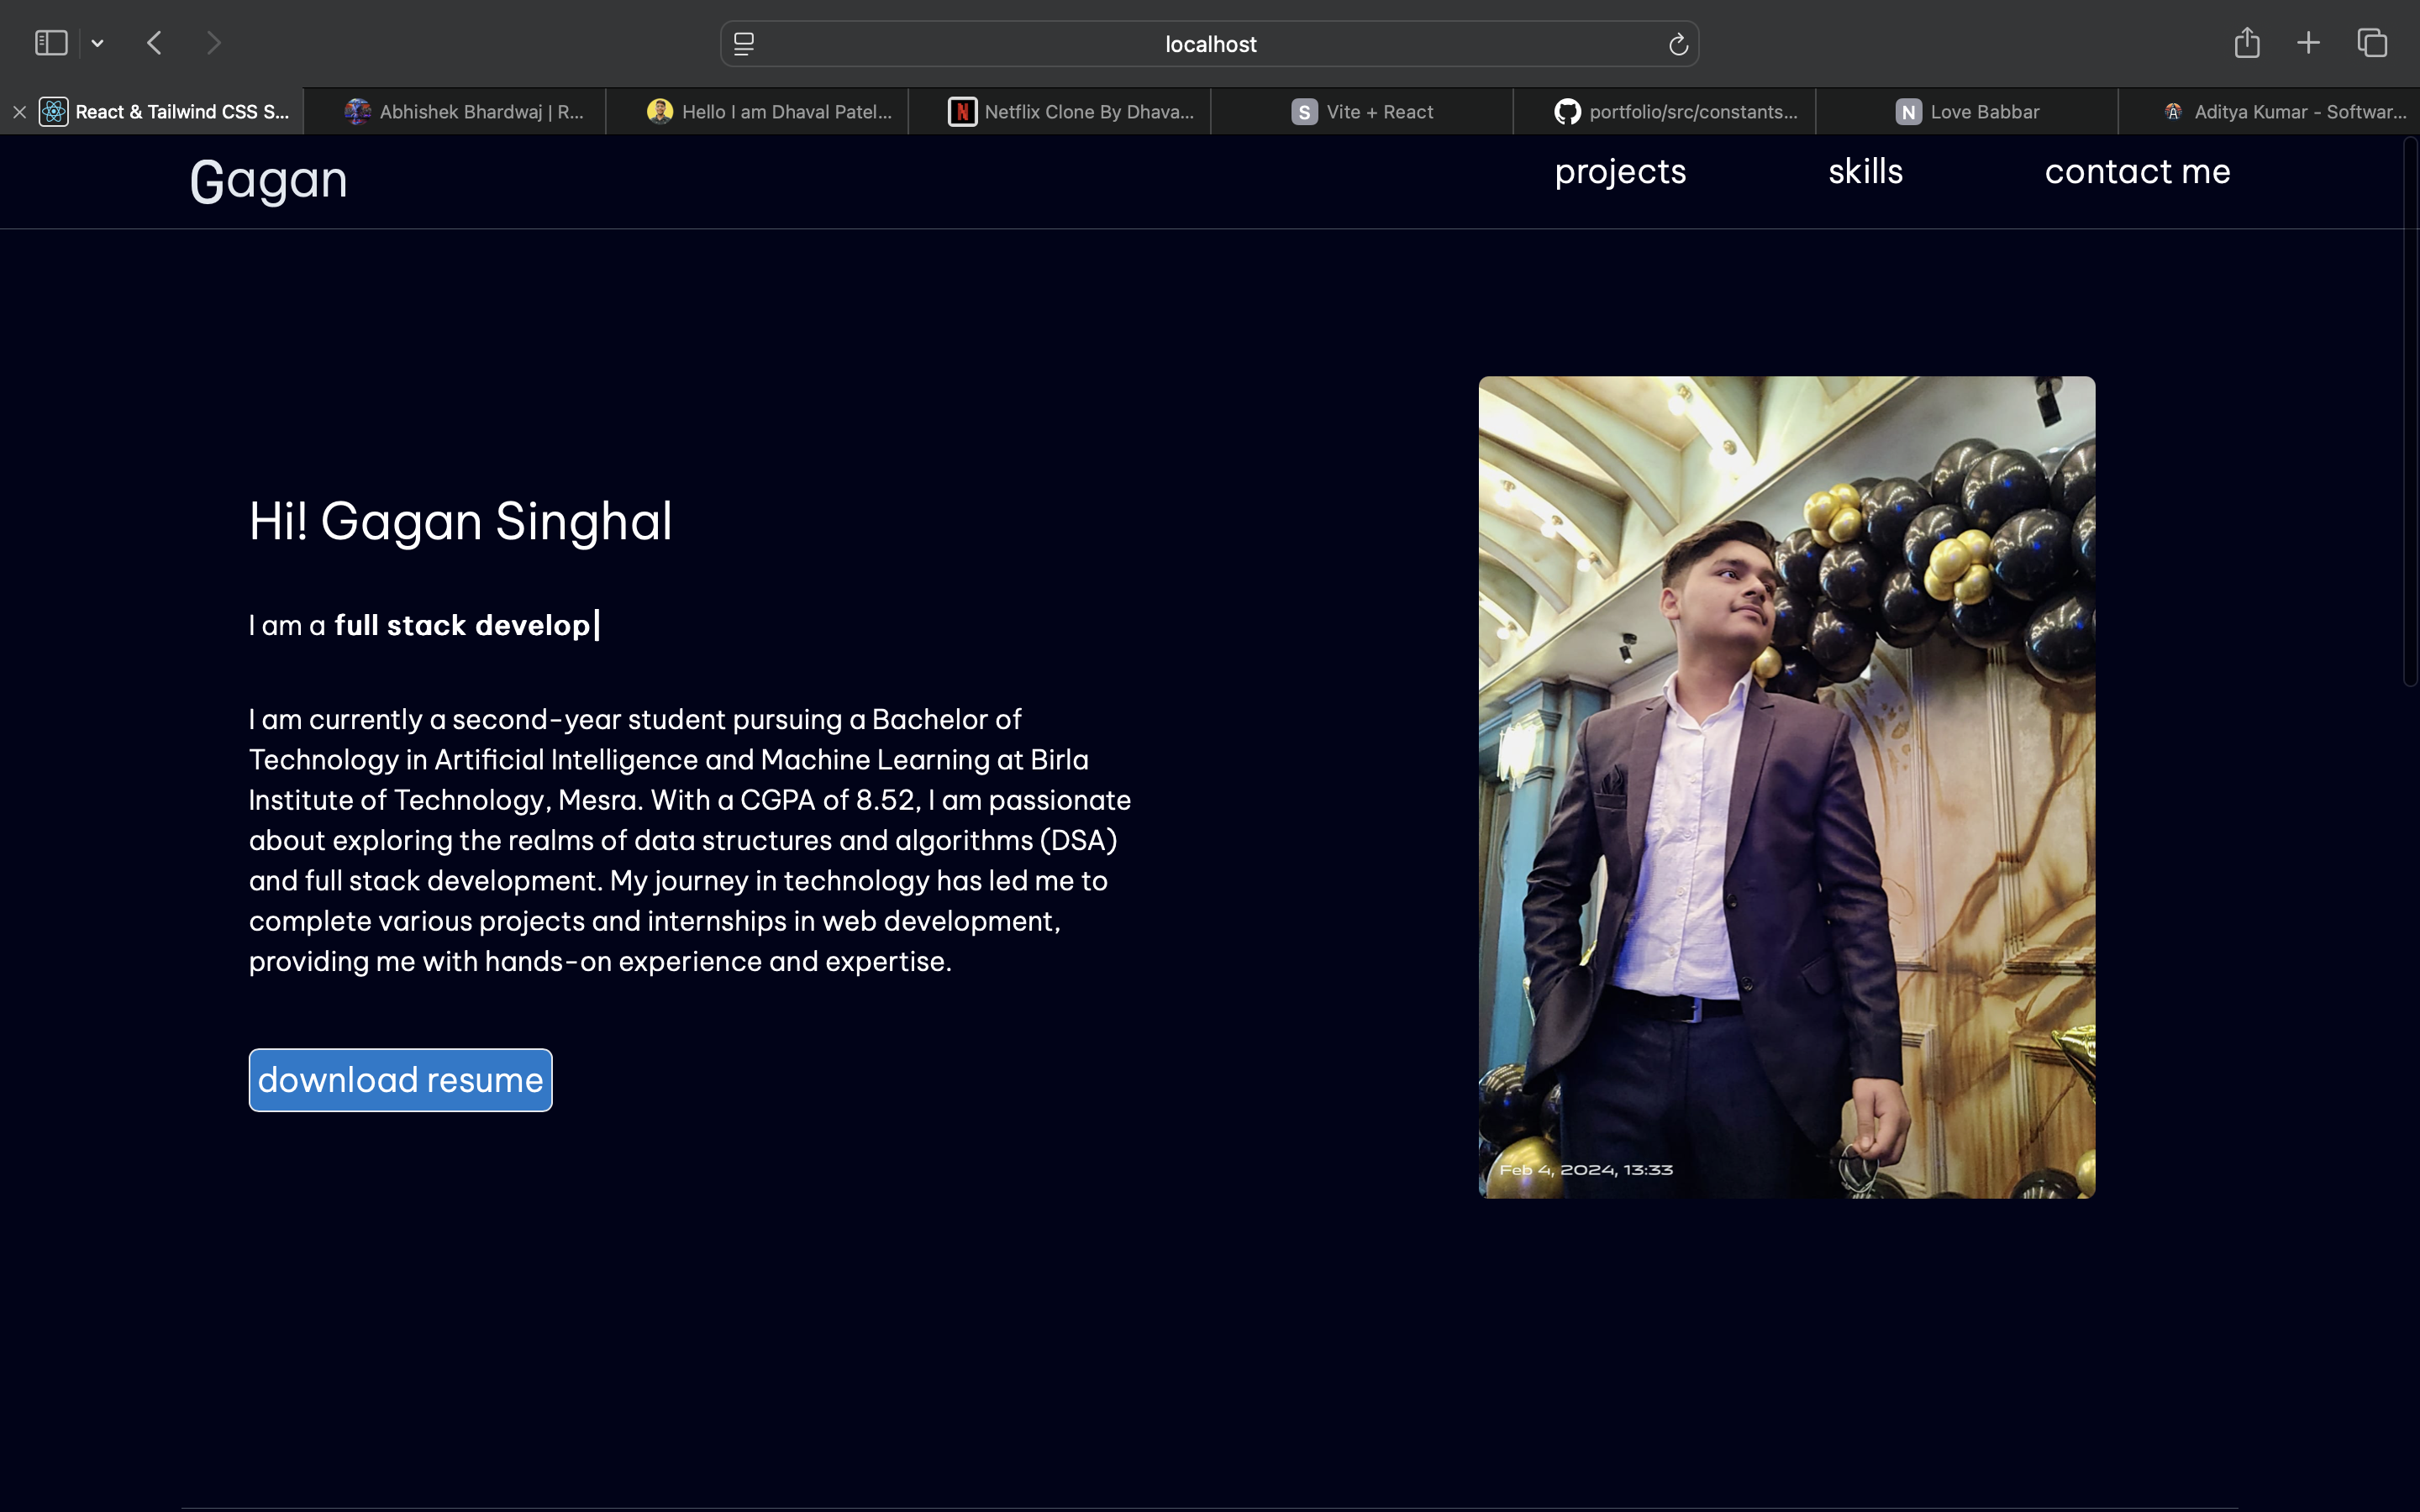 localhost
React & Tailwind CSS S...
Abhishek Bhardwaj | R...
Hello I am Dhaval Patel...
Netflix Clone By Dhava...
S Vite + React
portfolio/src/constants...
N Love Babbar
Aditya Kumar - Softwar...
Gagan
projects
skills
contact me
Hi! Gagan Singhal
I am a full stack develop|
I am currently a second-year student pursuing a Bachelor of
Technology in Artificial Intelligence and Machine Learning at Birla
Institute of Technology, Mesra. With a CGPA of 8.52, I am passionate
about exploring the realms of data structures and algorithms (DSA)
and full stack development. My journey in technology has led me to
complete various projects and internships in web development,
providing me with hands-on experience and expertise.
download resume
Feb 4, 2024, 13:33